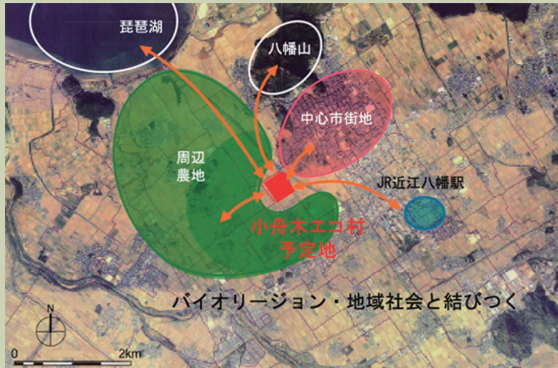 琵琶湖
八幡山
中心市街地
周辺
農地
JR近江八幡駅
小舟木エコ村
予定地
バイオリージョン・地域社会と結びつく
N
0 2km